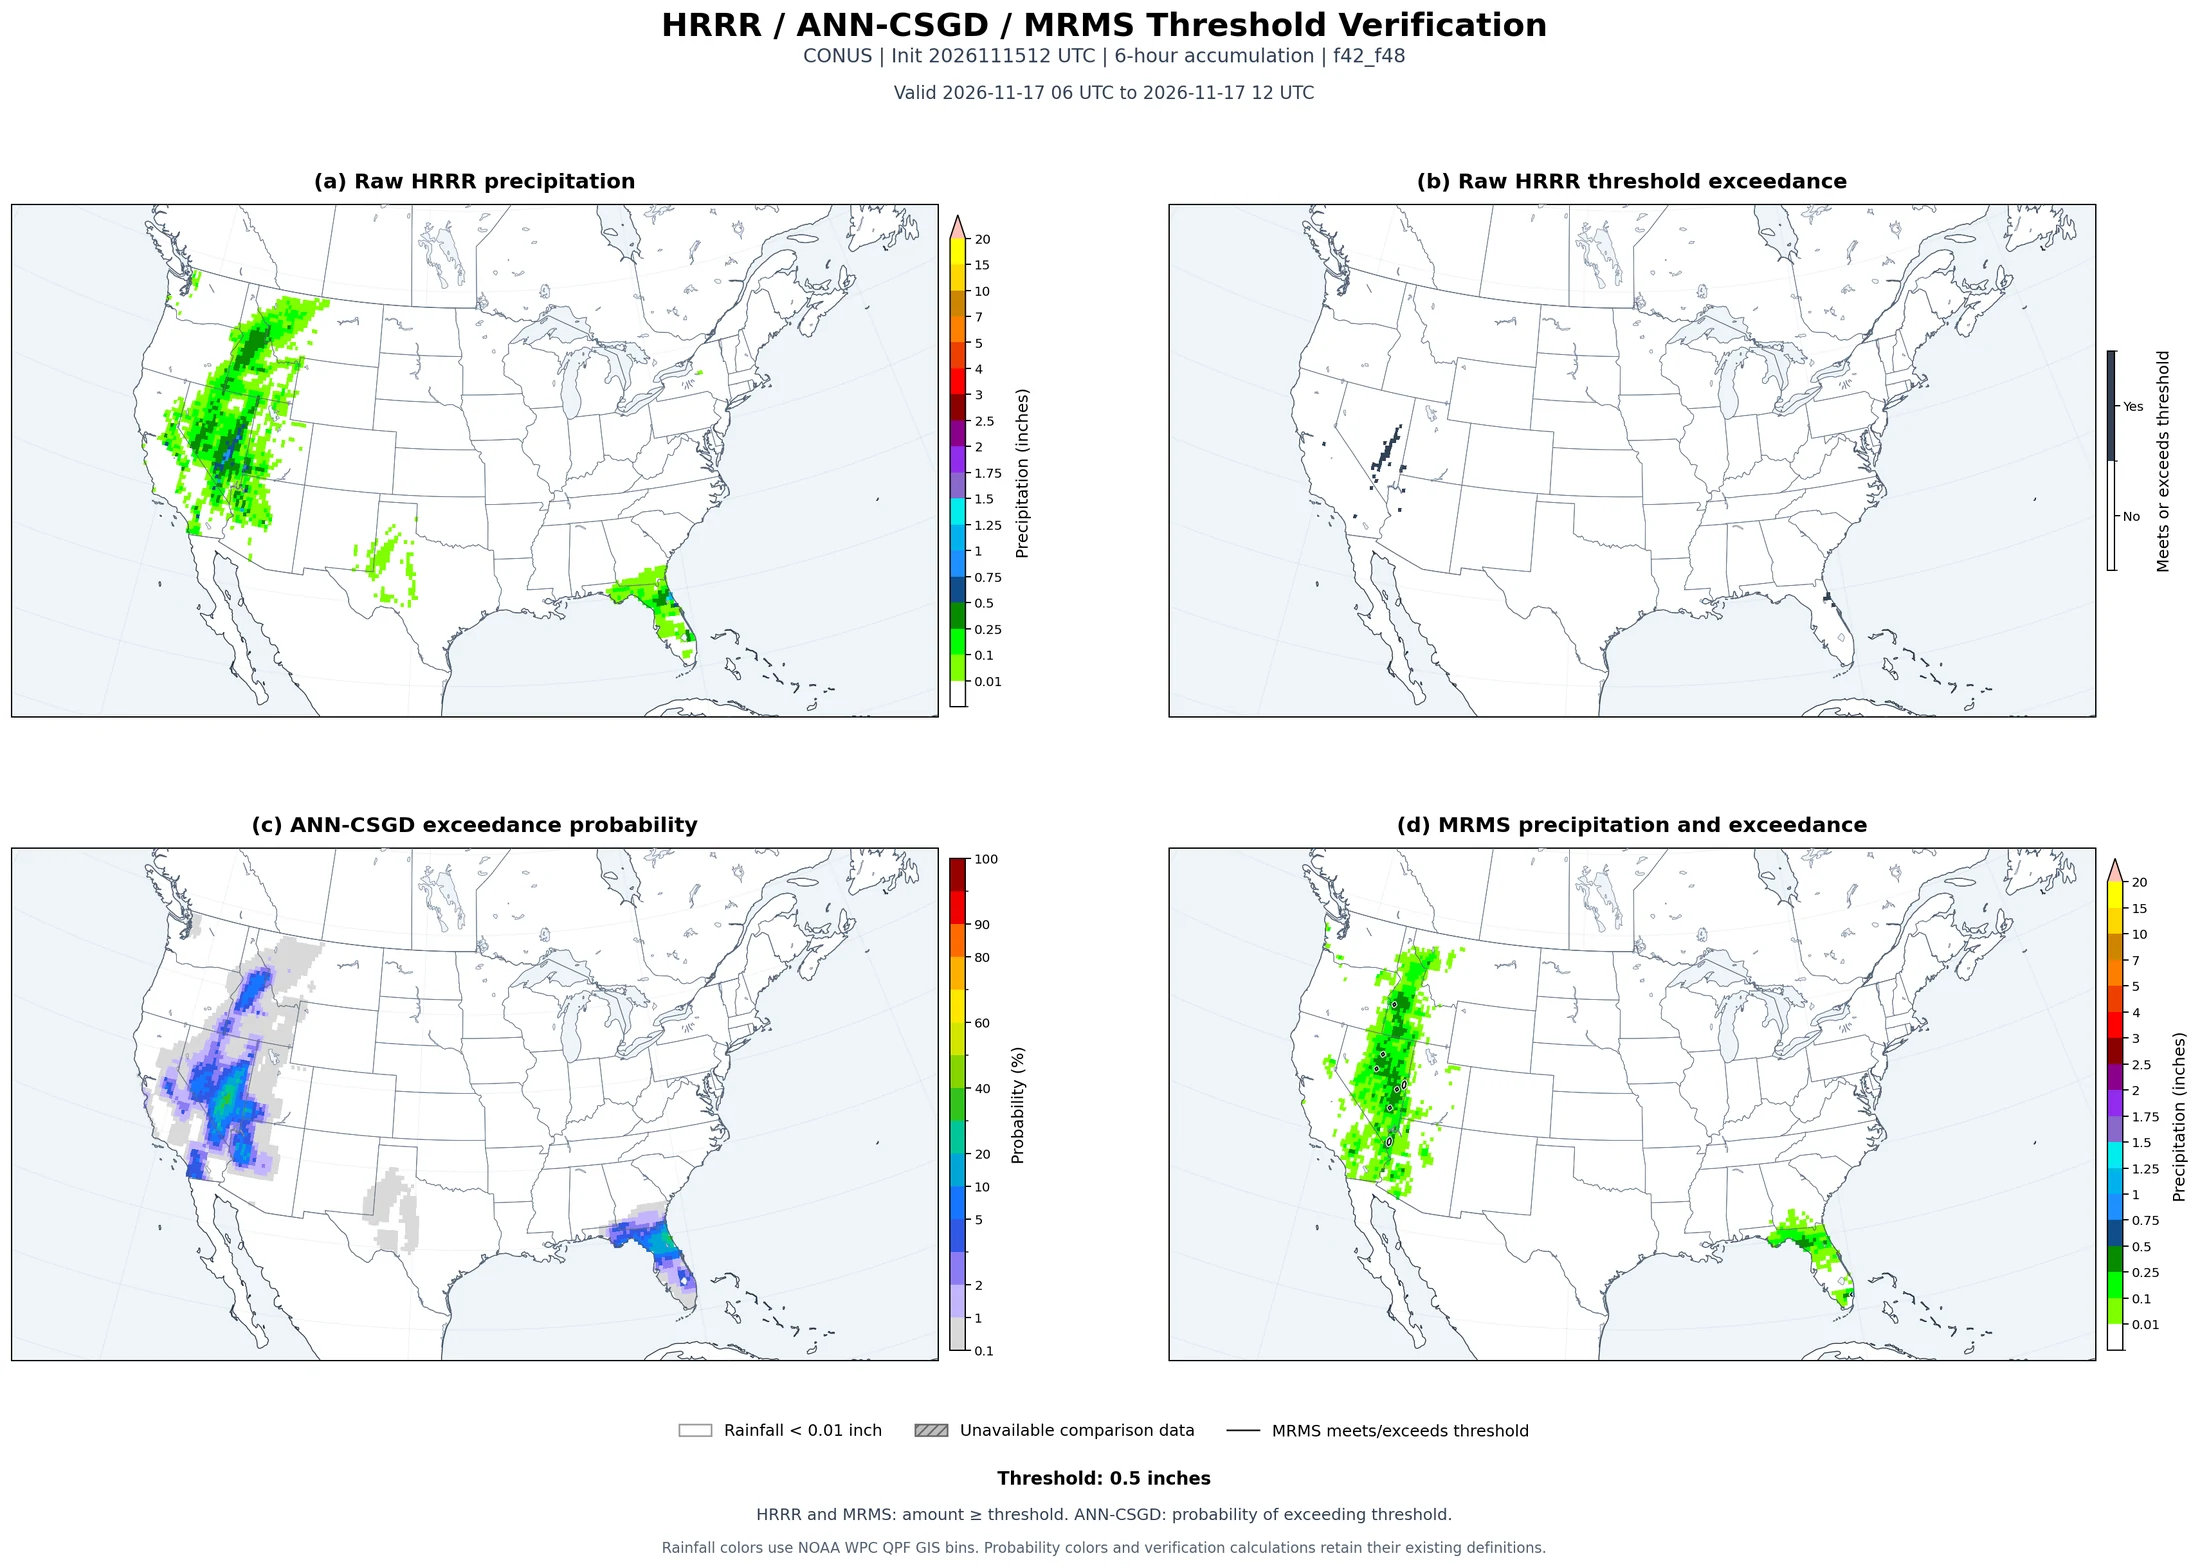 HRRR / ANN-CSGD / MRMS Threshold Verification
CONUS | Init 2026111512 UTC | 6-hour accumulation | f42_f48
Valid 2026-11-17 06 UTC to 2026-11-17 12 UTC
(a) Raw HRRR precipitation
20
15
10
7
5
4
3
2.5
2
1.75
1.5
1.25
1
0.75
0.5
0.25
0.1
0.01
Precipitation (inches)
(b) Raw HRRR threshold exceedance
Yes
No
Meets or exceeds threshold
(c) ANN-CSGD exceedance probability
100
90
80
60
40
20
10
5
2
1
0.1
Probability (%)
(d) MRMS precipitation and exceedance
20
15
10
7
5
4
3
2.5
2
1.75
1.5
1.25
1
0.75
0.5
0.25
0.1
0.01
Precipitation (inches)
Rainfall < 0.01 inch
Unavailable comparison data
MRMS meets/exceeds threshold
Threshold: 0.5 inches
HRRR and MRMS: amount ≥ threshold. ANN-CSGD: probability of exceeding threshold.
Rainfall colors use NOAA WPC QPF GIS bins. Probability colors and verification calculations retain their existing definitions.